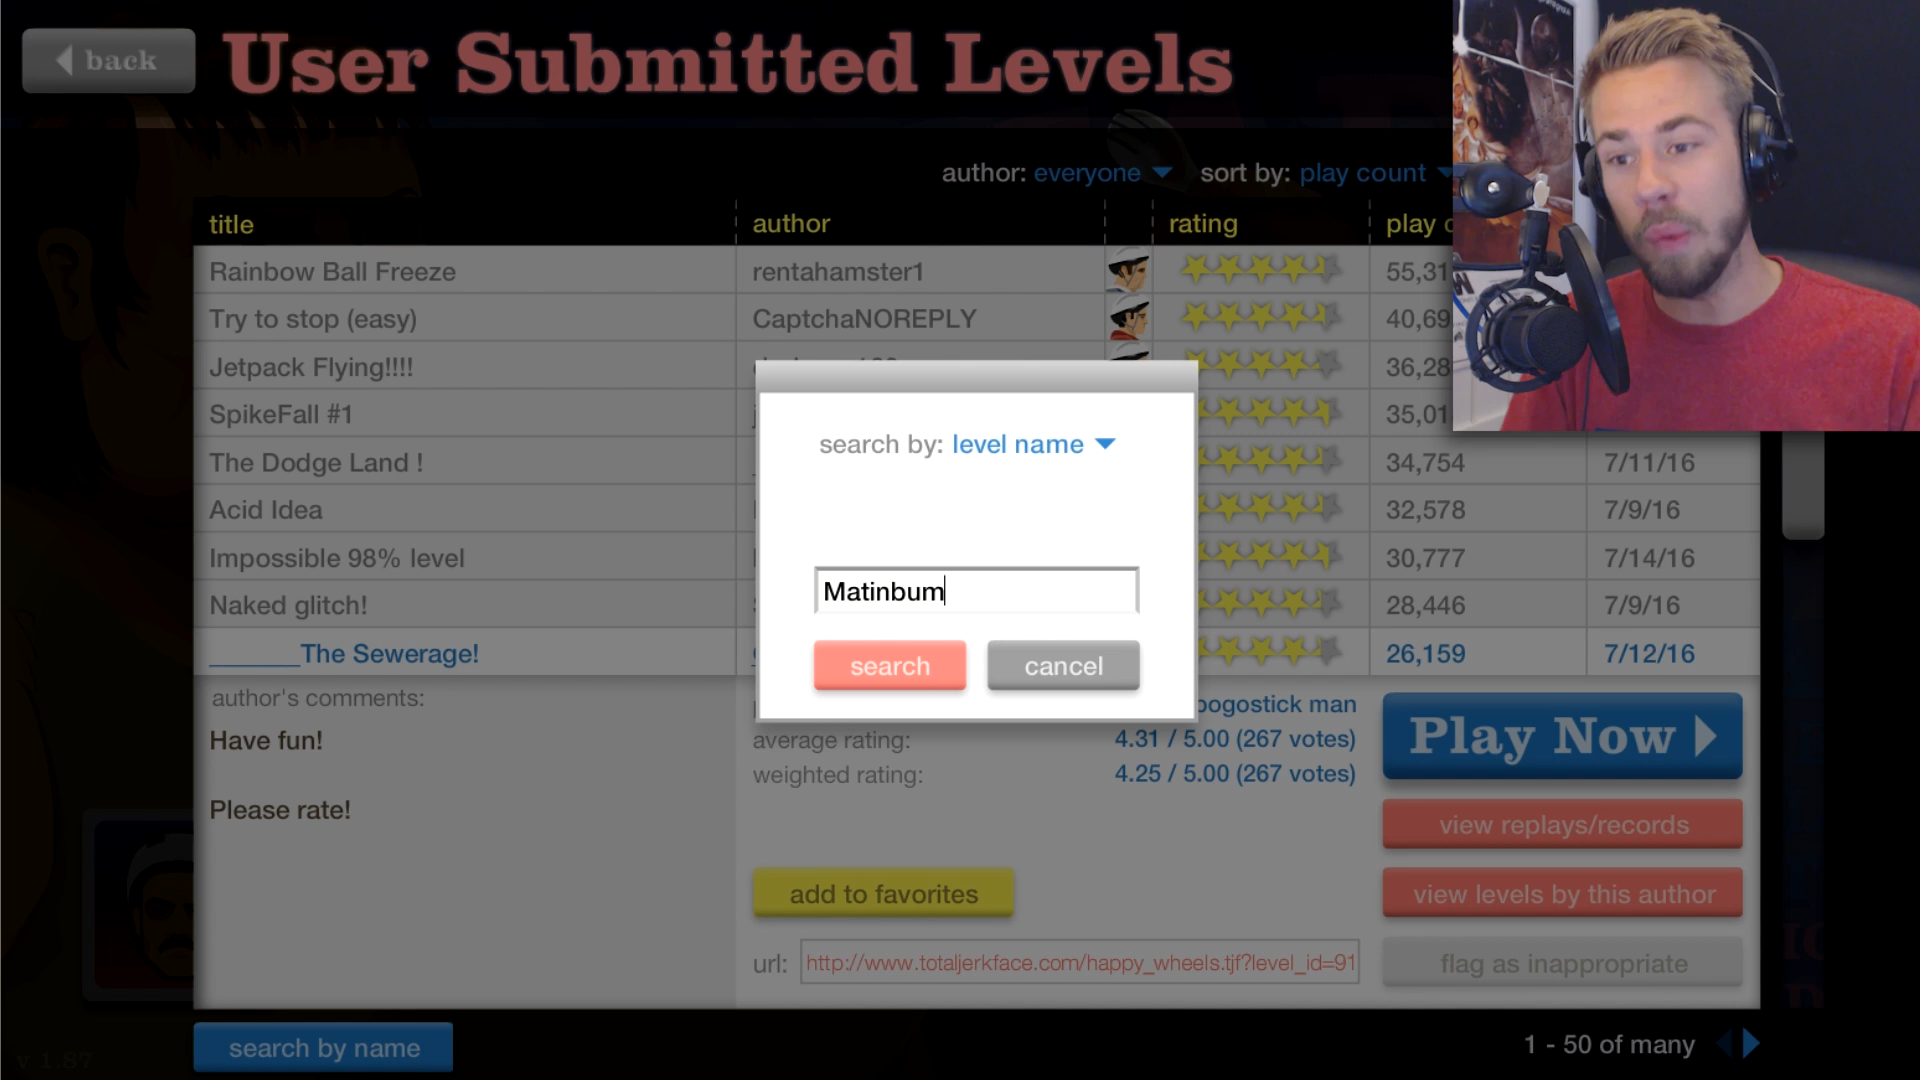 back
User Submitted Levels
author: everyone sort by: play count
title author rating play
Rainbow Ball Freeze rentahamster1 55,31
Try to stop (easy) CaptchaNOREPLY 40,69
Jetpack Flying!!!! 36,28
SpikeFall #1 35,01
search by: level name
The Dodge Land ! 34,754 7/11/16
Acid Idea 32,578 7/9/16
Impossible 98% level 30,777 7/14/16
Matinbum
Naked glitch! 28,446 7/9/16
_______The Sewerage! 26,159 7/12/16
search cancel
author's comments:
Have fun!
Please rate!
pogostick man
average rating: 4.31 / 5.00 (267 votes)
weighted rating: 4.25 / 5.00 (267 votes)
Play Now
view replays/records
add to favorites
view levels by this author
url: http://www.totaljerkface.com/happy_wheels.tjf?level_id=91
flag as inappropriate
search by name
1 - 50 of many
v 1.87